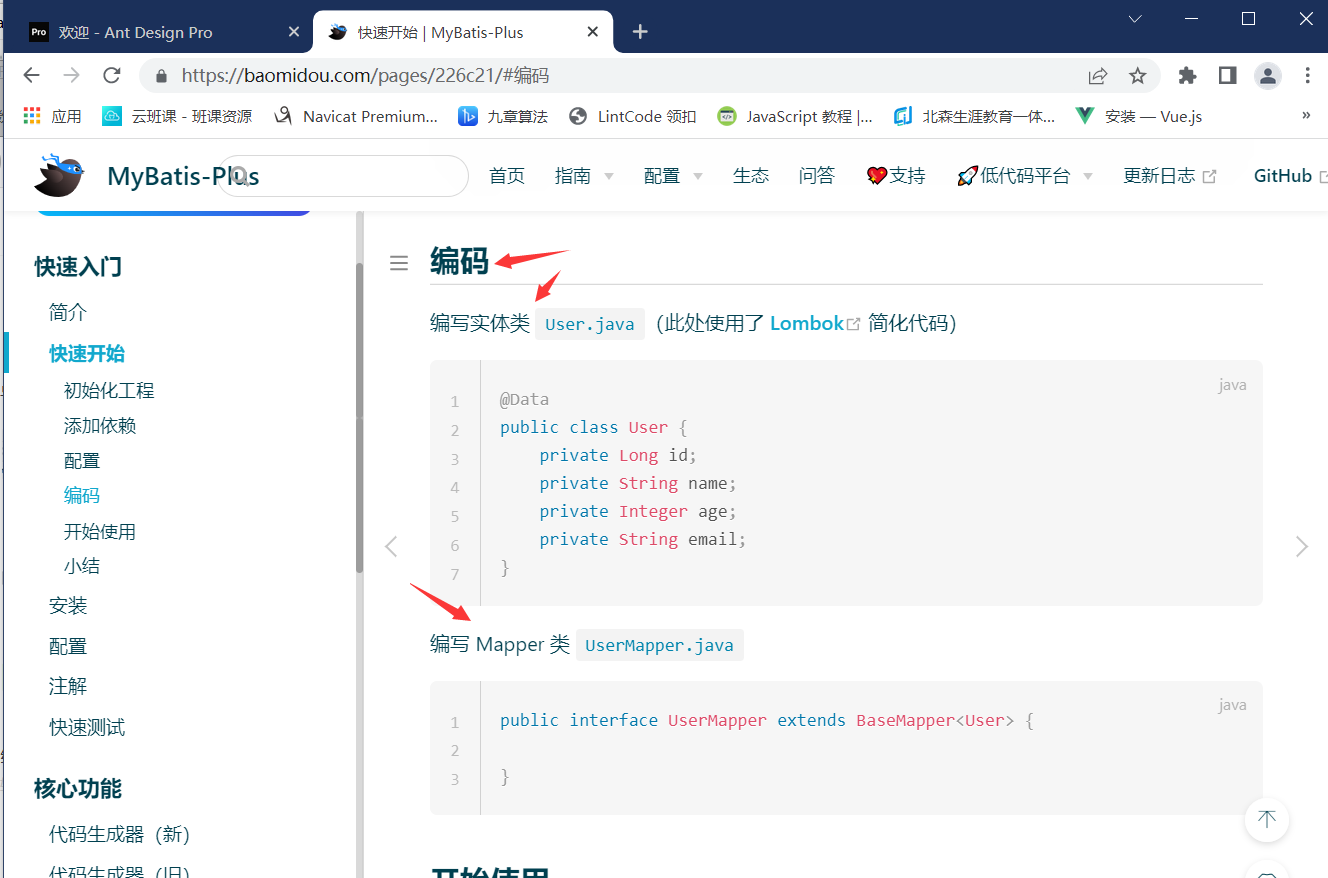 Pro 欢迎 - Ant Design Pro
快速开始 | MyBatis-Plus
https://baomidou.com/pages/226c21/#编码
应用 云班课 - 班课资源 Navicat Premium... 九章算法 LintCode 领扣 JavaScript 教程 |... 北森生涯教育一体... 安装 — Vue.js »
MyBatis-Plus 首页 指南 配置 生态 问答 支持 低代码平台 更新日志 GitHub
快速入门
简介
快速开始
初始化工程
添加依赖
配置
编码
开始使用
小结
安装
配置
注解
快速测试
核心功能
代码生成器（新）
代码生成器（旧）
编码
编写实体类 User.java（此处使用了 Lombok 简化代码）
java
1 @Data
2 public class User {
3 private Long id;
4 private String name;
5 private Integer age;
6 private String email;
7 }
编写 Mapper 类 UserMapper.java
java
1 public interface UserMapper extends BaseMapper<User> {
2
3 }
开始使用